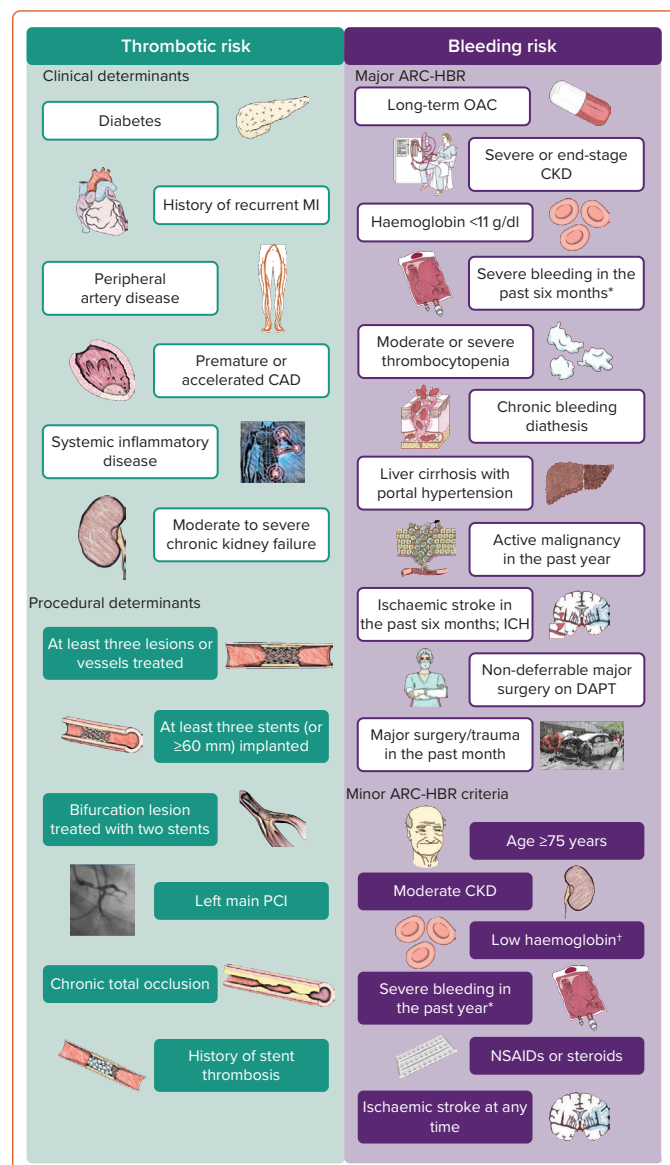 Thrombotic risk
Clinical determinants
Diabetes
History of recurrent MI
Peripheral
artery disease
Premature or
accelerated CAD
Systemic inflammatory
disease
Moderate to severe
chronic kidney failure
Procedural determinants
At least three lesions or
vessels treated
At least three stents (or
≥60 mm) implanted
Bifurcation lesion
treated with two stents
Left main PCI
Chronic total occlusion
History of stent
thrombosis
Bleeding risk
Major ARC-HBR
Long-term OAC
Severe or end-stage
CKD
Haemoglobin <11 g/dl
Severe bleeding in the
past six months*
Moderate or severe
thrombocytopenia
Chronic bleeding
diathesis
Liver cirrhosis with
portal hypertension
Active malignancy
in the past year
Ischaemic stroke in
the past six months; ICH
Non-deferrable major
surgery on DAPT
Major surgery/trauma
in the past month
Minor ARC-HBR criteria
Age ≥75 years
Moderate CKD
Low haemoglobin†
Severe bleeding in
the past year*
NSAIDs or steroids
Ischaemic stroke at any
time